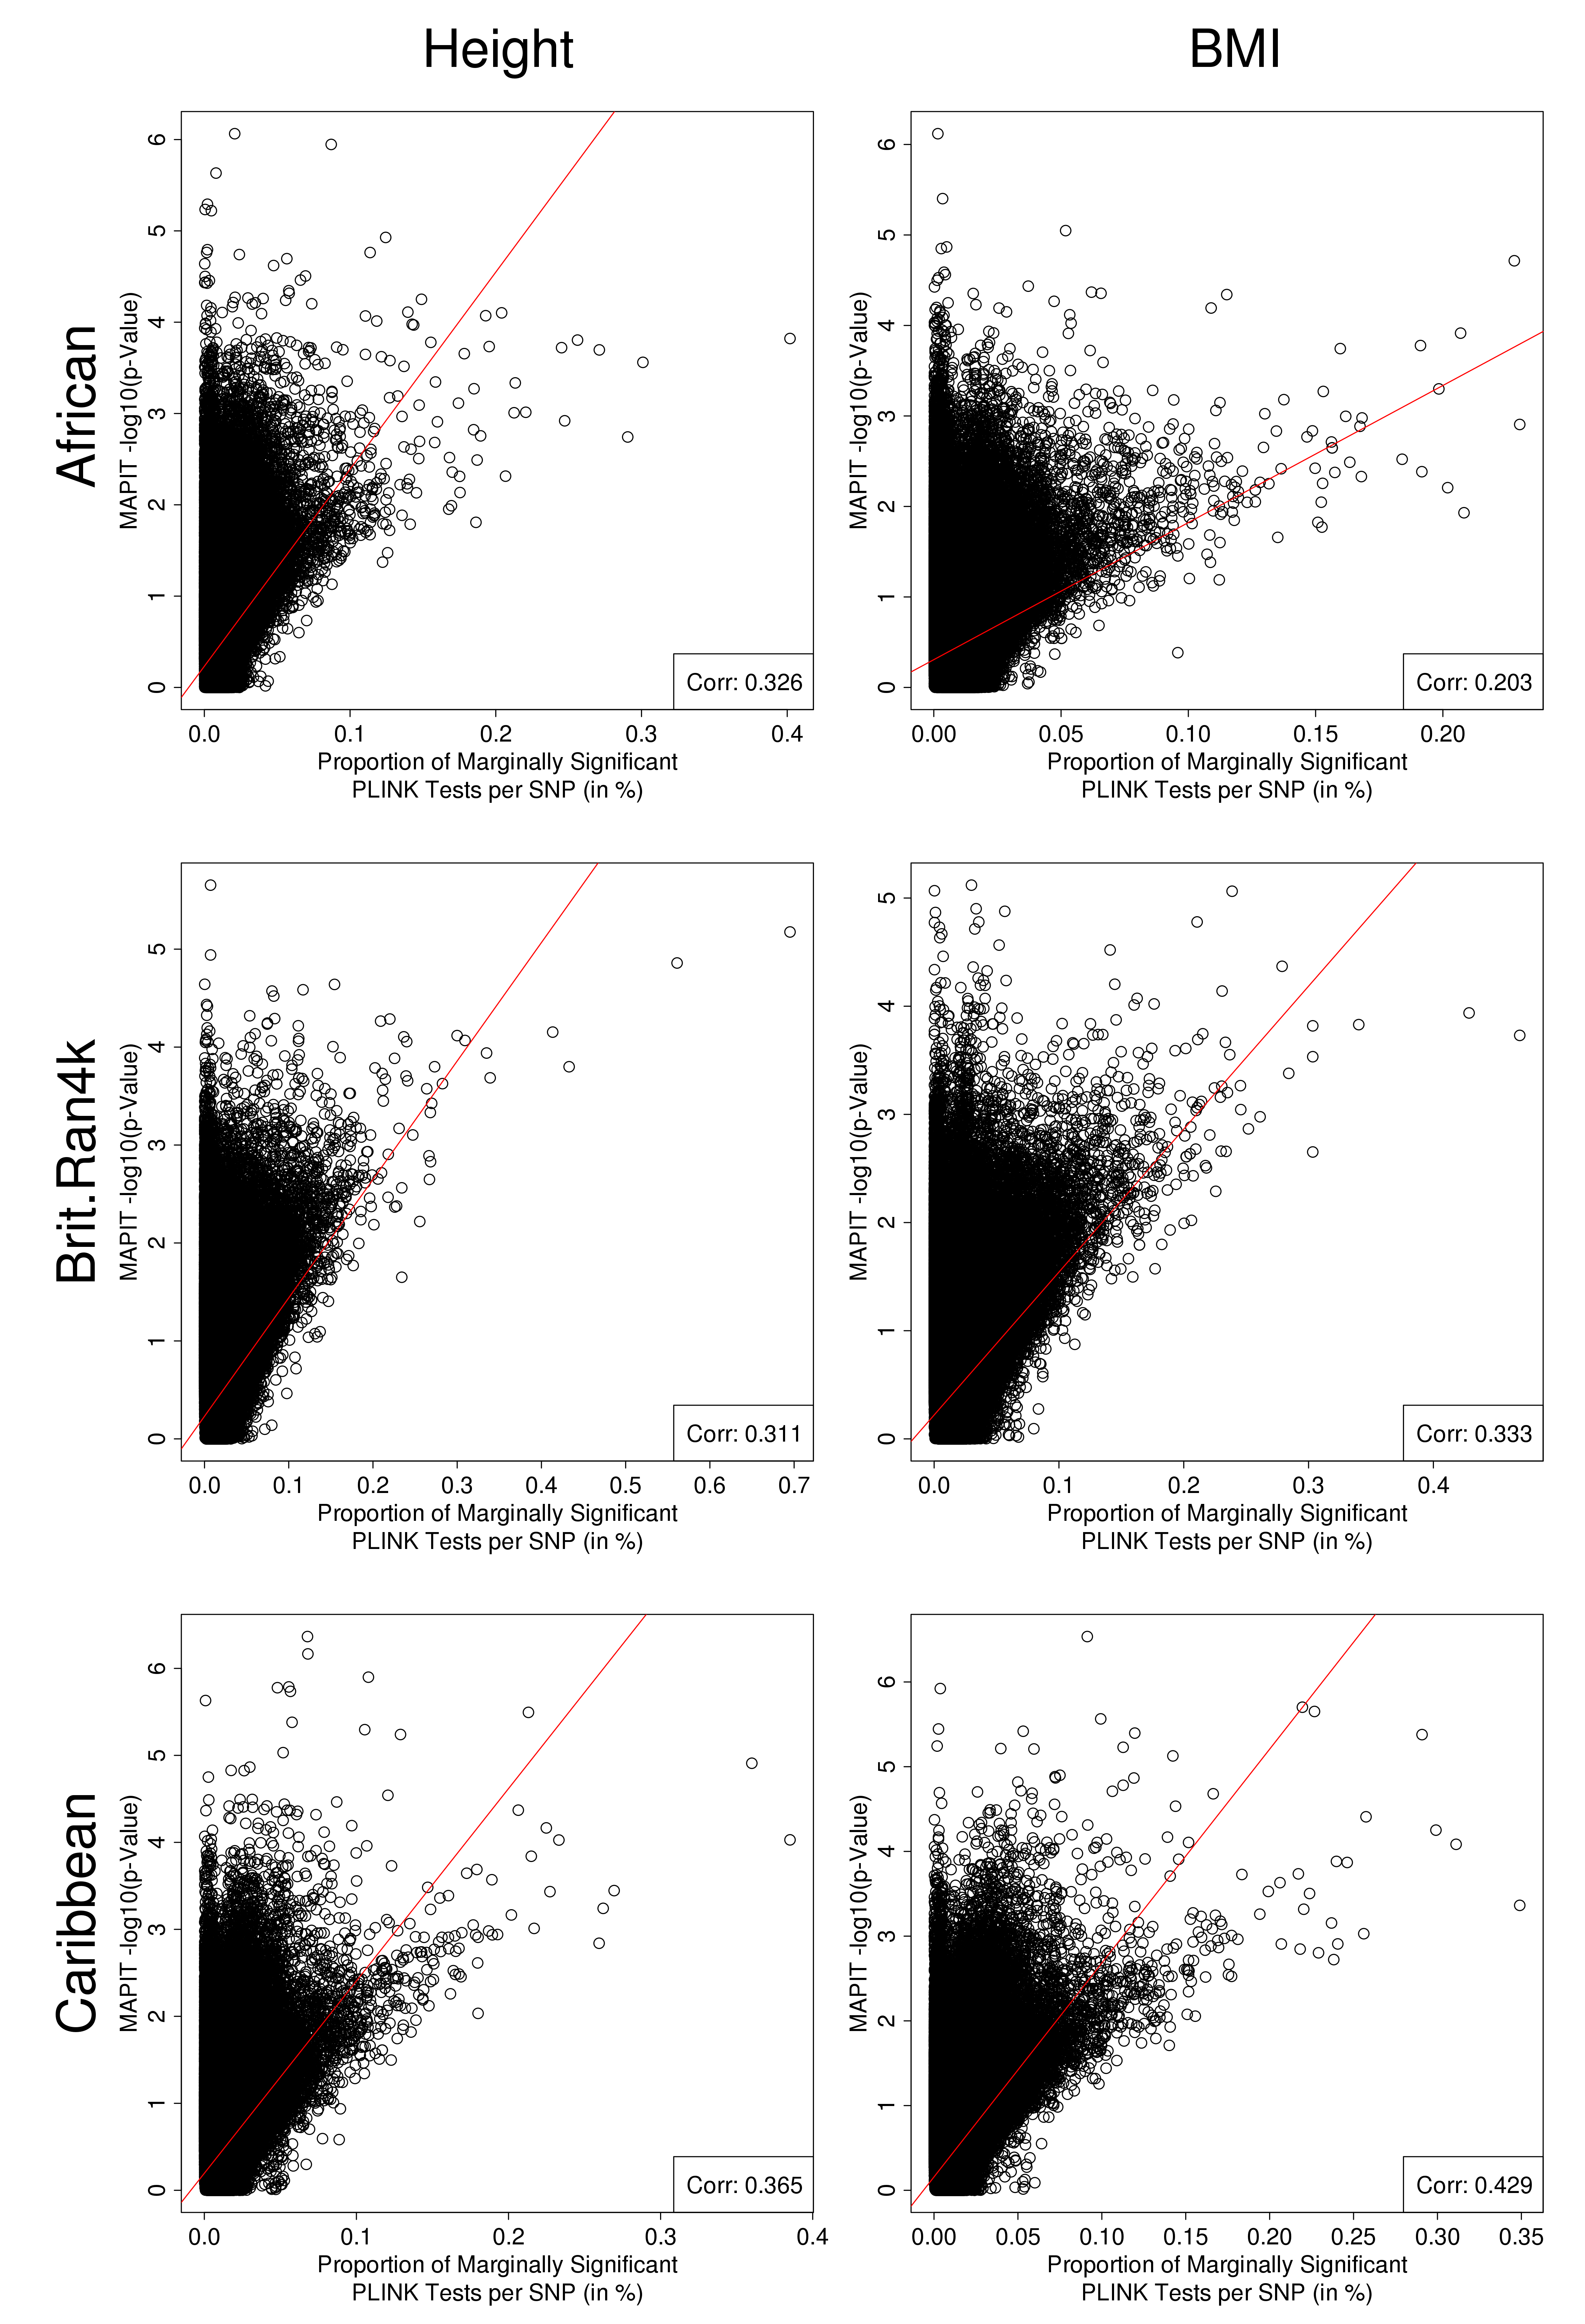 Height
BMI
African
MAPIT -log10(p-Value)
6
5
4
3
2
1
0
Corr: 0.326
0.0 0.1 0.2 0.3 0.4
Proportion of Marginally Significant
PLINK Tests per SNP (in %)
MAPIT -log10(p-Value)
6
5
4
3
2
1
0
Corr: 0.203
0.00 0.05 0.10 0.15 0.20
Proportion of Marginally Significant
PLINK Tests per SNP (in %)
Brit.Ran4k
MAPIT -log10(p-Value)
5
4
3
2
1
0
Corr: 0.311
0.0 0.1 0.2 0.3 0.4 0.5 0.6 0.7
Proportion of Marginally Significant
PLINK Tests per SNP (in %)
MAPIT -log10(p-Value)
5
4
3
2
1
0
Corr: 0.333
0.0 0.1 0.2 0.3 0.4
Proportion of Marginally Significant
PLINK Tests per SNP (in %)
Caribbean
MAPIT -log10(p-Value)
6
5
4
3
2
1
0
Corr: 0.365
0.0 0.1 0.2 0.3 0.4
Proportion of Marginally Significant
PLINK Tests per SNP (in %)
MAPIT -log10(p-Value)
6
5
4
3
2
1
0
Corr: 0.429
0.00 0.05 0.10 0.15 0.20 0.25 0.30 0.35
Proportion of Marginally Significant
PLINK Tests per SNP (in %)